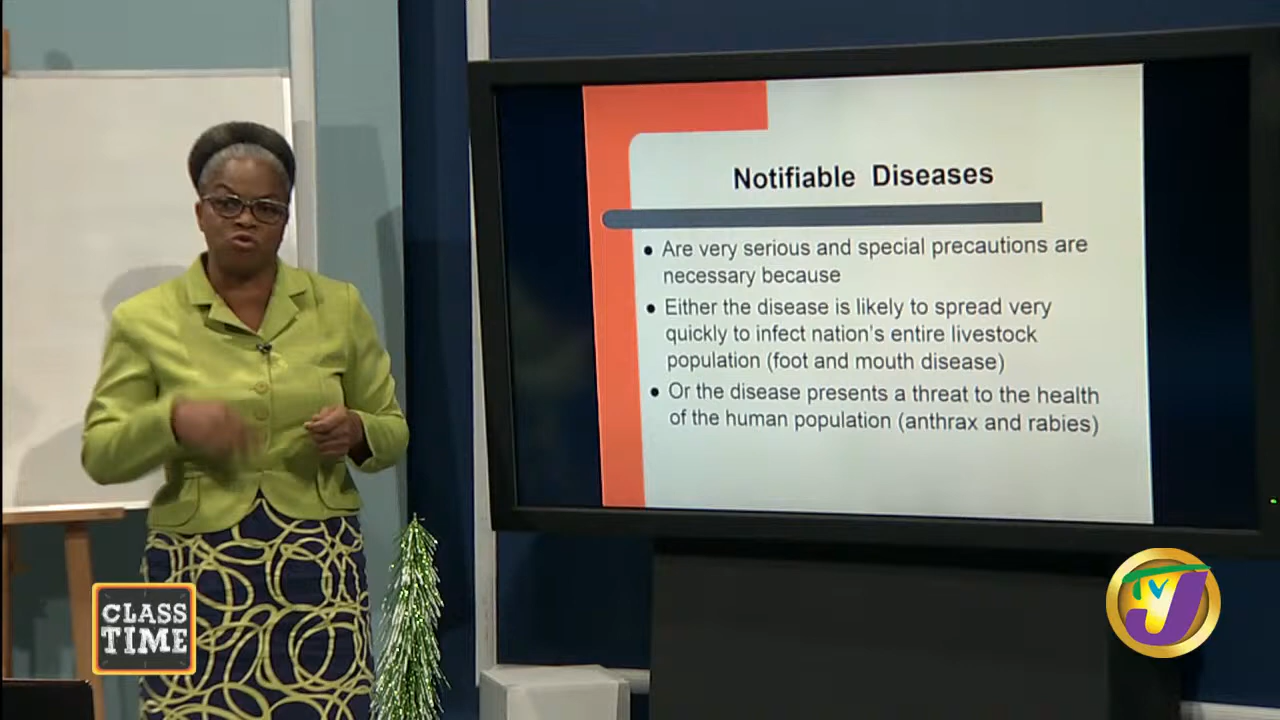 Notifiable Diseases
• Are very serious and special precautions are
necessary because
• Either the disease is likely to spread very
quickly to infect nation's entire livestock
population (foot and mouth disease)
• Or the disease presents a threat to the health
of the human population (anthrax and rabies)
CLASS
TIME
TVJ